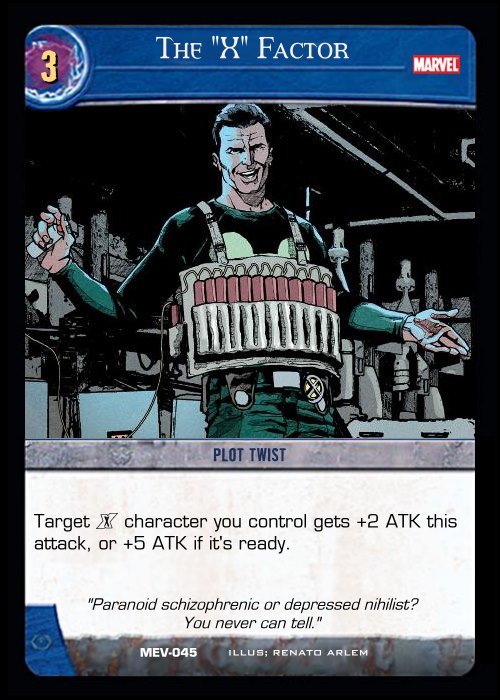 3
The "X" Factor
MARVEL
PLOT TWIST
Target X character you control gets +2 ATK this
attack, or +5 ATK if it's ready.
"Paranoid schizophrenic or depressed nihilist?
You never can tell."
MEV-045 ILLUS; RENATO ARLEM